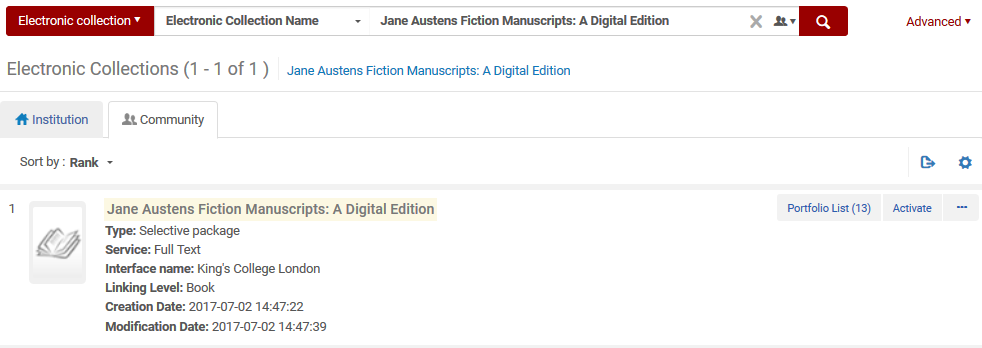 Electronic collection Electronic Collection Name Jane Austens Fiction Manuscripts: A Digital Edition Advanced
Electronic Collections (1 - 1 of 1 ) Jane Austens Fiction Manuscripts: A Digital Edition
Institution Community
Sort by : Rank
1 Jane Austens Fiction Manuscripts: A Digital Edition Portfolio List (13) Activate ...
Type: Selective package
Service: Full Text
Interface name: King's College London
Linking Level: Book
Creation Date: 2017-07-02 14:47:22
Modification Date: 2017-07-02 14:47:39